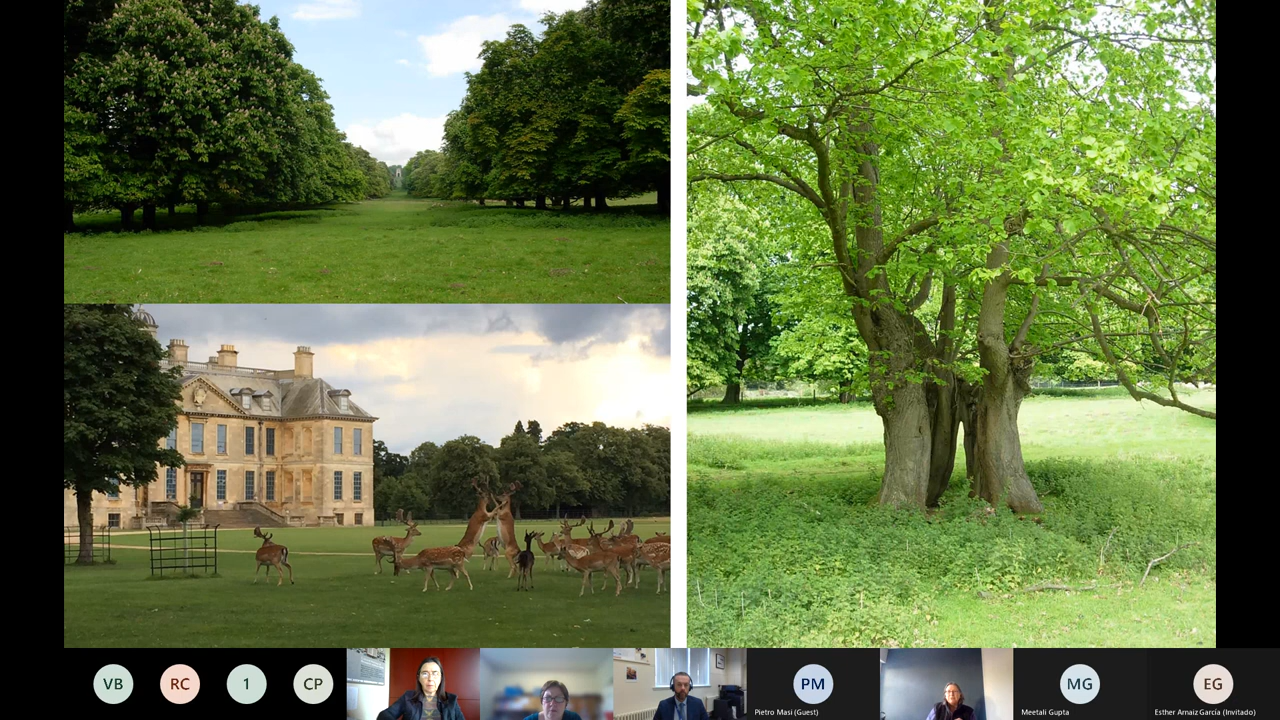 VB
RC
1
CP
PM
Pietro Masi (Guest)
MG
Meetali Gupta
EG
Esther Arnaiz García (Invitado)